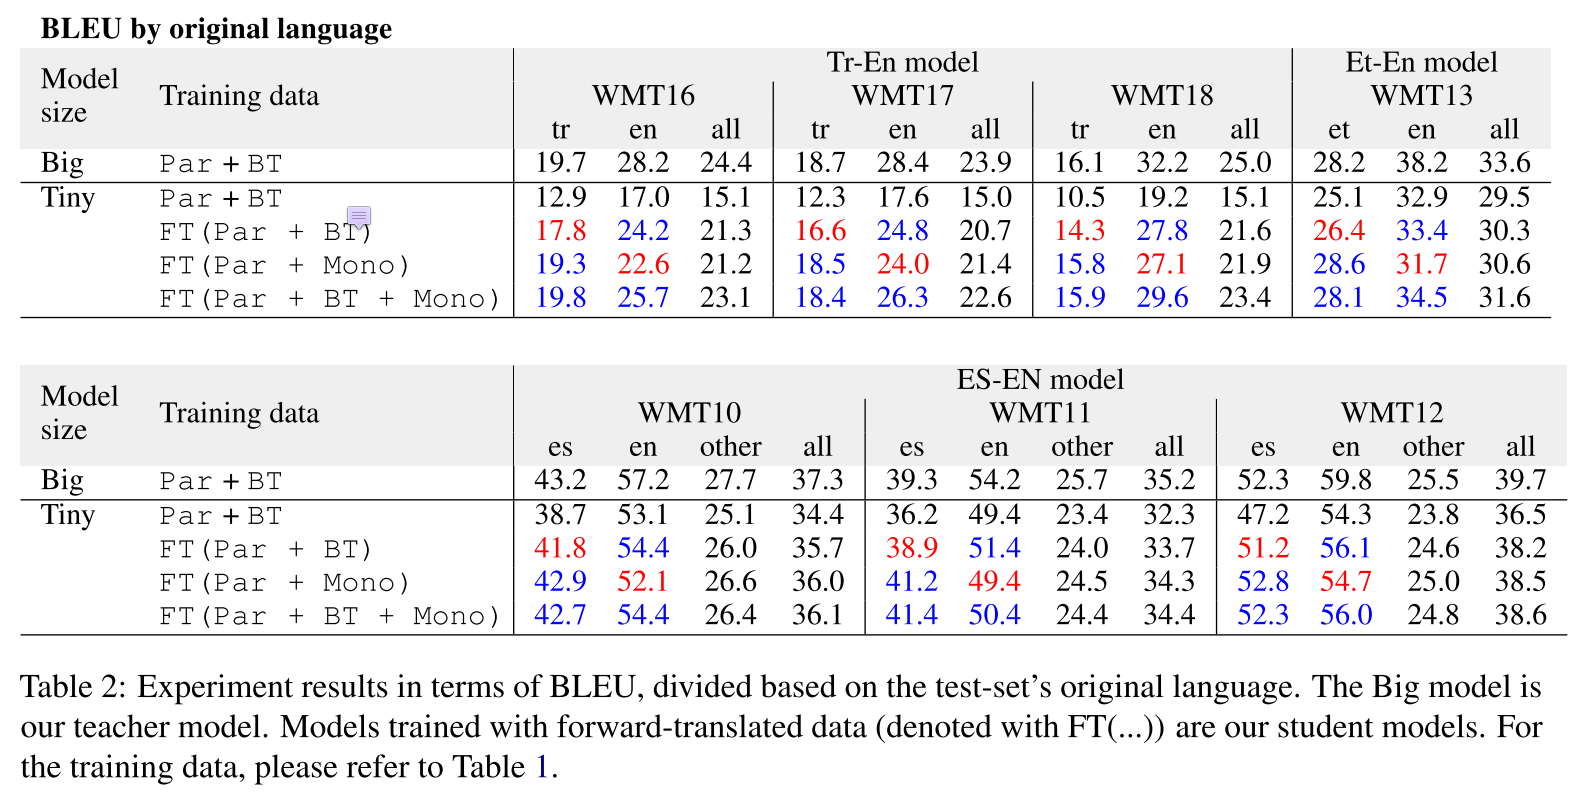 BLEU by original language
Tr-En model Et-En model
Model size Training data WMT16 WMT17 WMT18 WMT13
tr en all tr en all tr en all et en all
Big Par + BT 19.7 28.2 24.4 18.7 28.4 23.9 16.1 32.2 25.0 28.2 38.2 33.6
Tiny Par + BT 12.9 17.0 15.1 12.3 17.6 15.0 10.5 19.2 15.1 25.1 32.9 29.5
FT(Par + BT) 17.8 24.2 21.3 16.6 24.8 20.7 14.3 27.8 21.6 26.4 33.4 30.3
FT(Par + Mono) 19.3 22.6 21.2 18.5 24.0 21.4 15.8 27.1 21.9 28.6 31.7 30.6
FT(Par + BT + Mono) 19.8 25.7 23.1 18.4 26.3 22.6 15.9 29.6 23.4 28.1 34.5 31.6
ES-EN model
Model size Training data WMT10 WMT11 WMT12
es en other all es en other all es en other all
Big Par + BT 43.2 57.2 27.7 37.3 39.3 54.2 25.7 35.2 52.3 59.8 25.5 39.7
Tiny Par + BT 38.7 53.1 25.1 34.4 36.2 49.4 23.4 32.3 47.2 54.3 23.8 36.5
FT(Par + BT) 41.8 54.4 26.0 35.7 38.9 51.4 24.0 33.7 51.2 56.1 24.6 38.2
FT(Par + Mono) 42.9 52.1 26.6 36.0 41.2 49.4 24.5 34.3 52.8 54.7 25.0 38.5
FT(Par + BT + Mono) 42.7 54.4 26.4 36.1 41.4 50.4 24.4 34.4 52.3 56.0 24.8 38.6
Table 2: Experiment results in terms of BLEU, divided based on the test-set's original language. The Big model is
our teacher model. Models trained with forward-translated data (denoted with FT(...)) are our student models. For
the training data, please refer to Table 1.